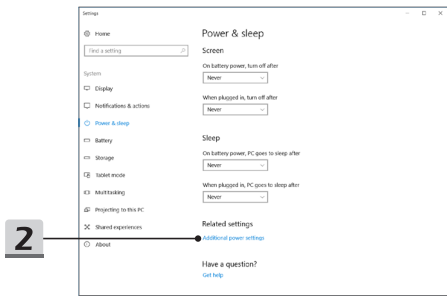 Settings
Home
Find a setting
System
Display
Notifications & actions
Power & sleep
Battery
Storage
Tablet mode
Multitasking
Projecting to this PC
Shared experiences
About
Power & sleep
Screen
On battery power, turn off after
Never
When plugged in, turn off after
Never
Sleep
On battery power, PC goes to sleep after
Never
When plugged in, PC goes to sleep after
Never
Related settings
Additional power settings
Have a question?
Get help
2